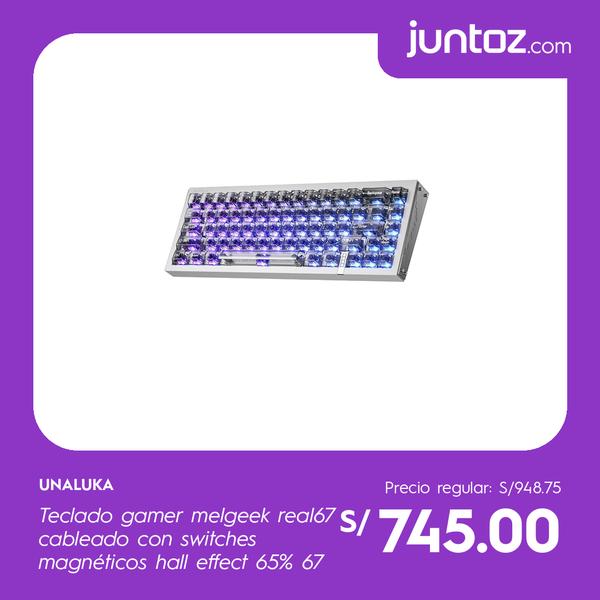 juntoz.com
UNALUKA
Teclado gamer melgeek real67
cableado con switches
magnéticos hall effect 65% 67
Precio regular: S/948.75
S/ 745.00